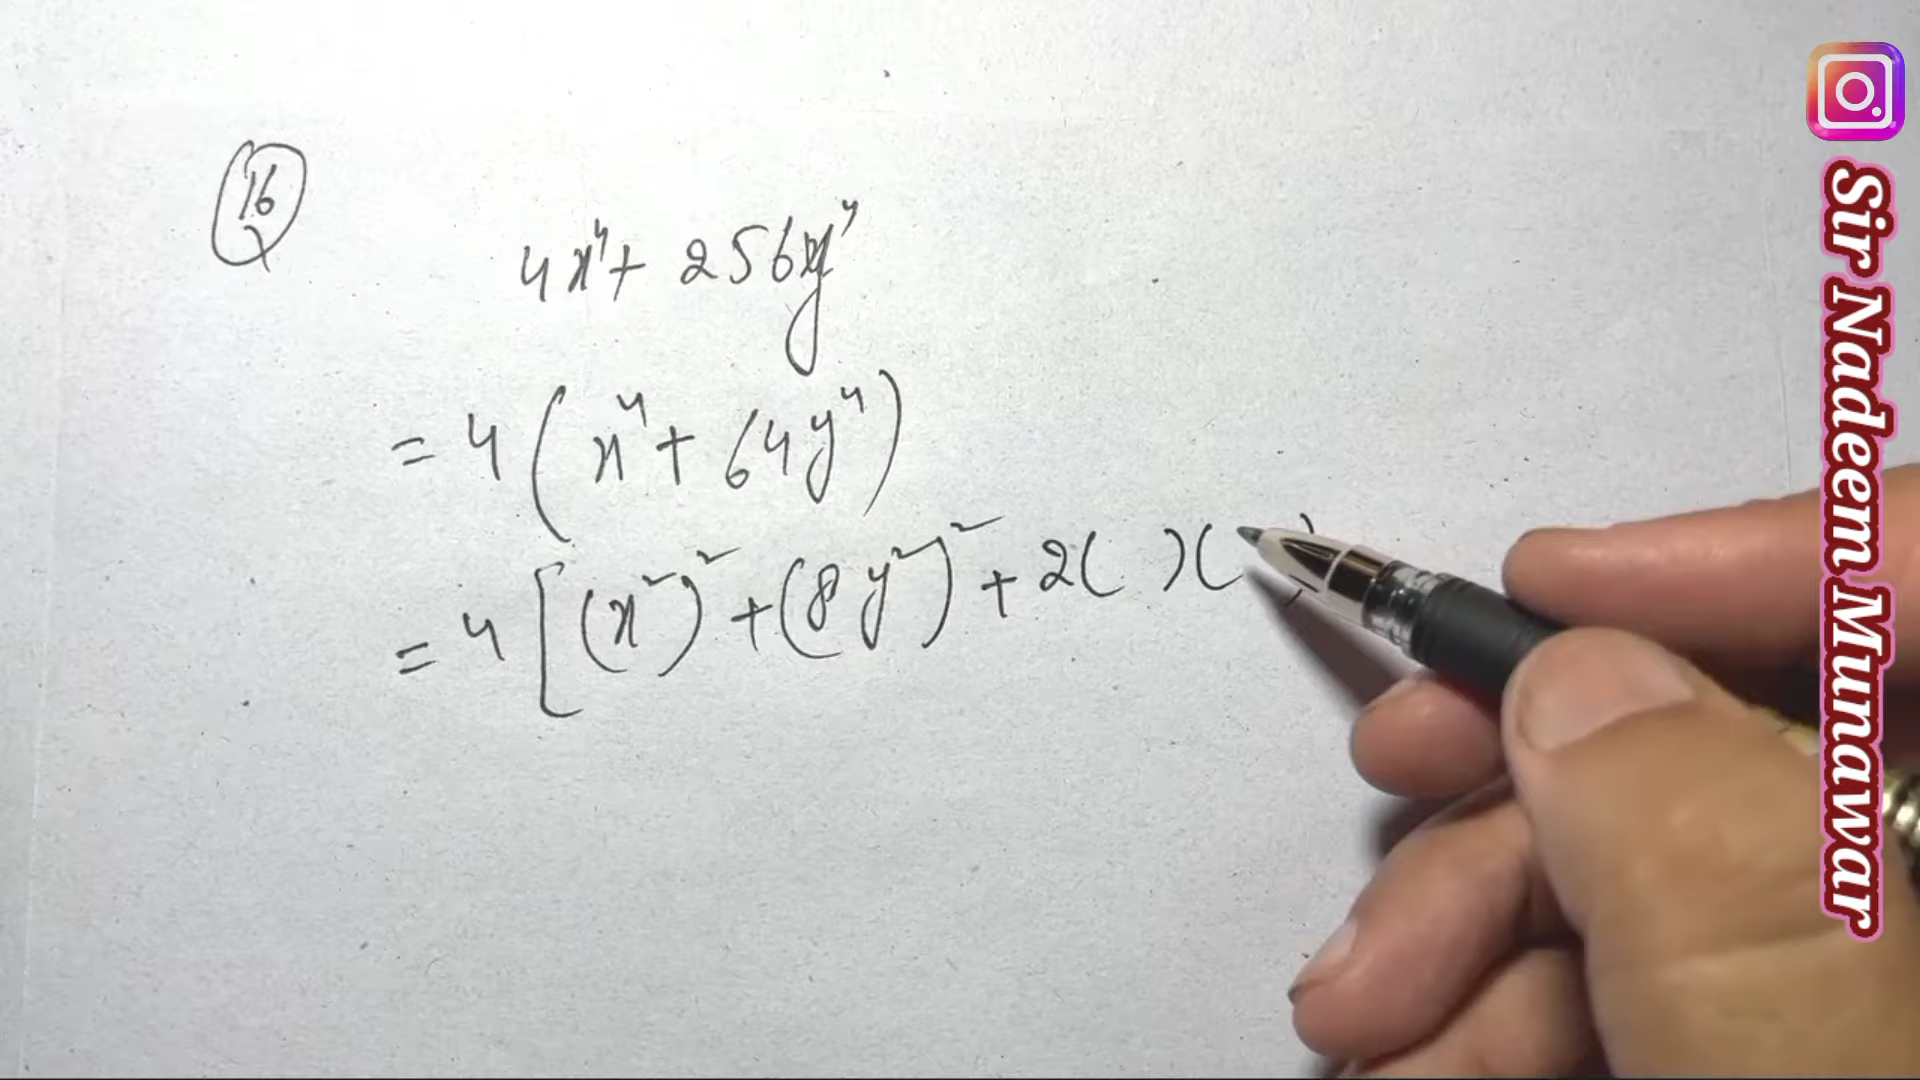 Q 16
4x⁴ + 256y⁴
= 4 ( x⁴ + 64y⁴ )
= 4 [ (x²)² + (8y²)² + 2( )( )
Sir Nadeem Munawar